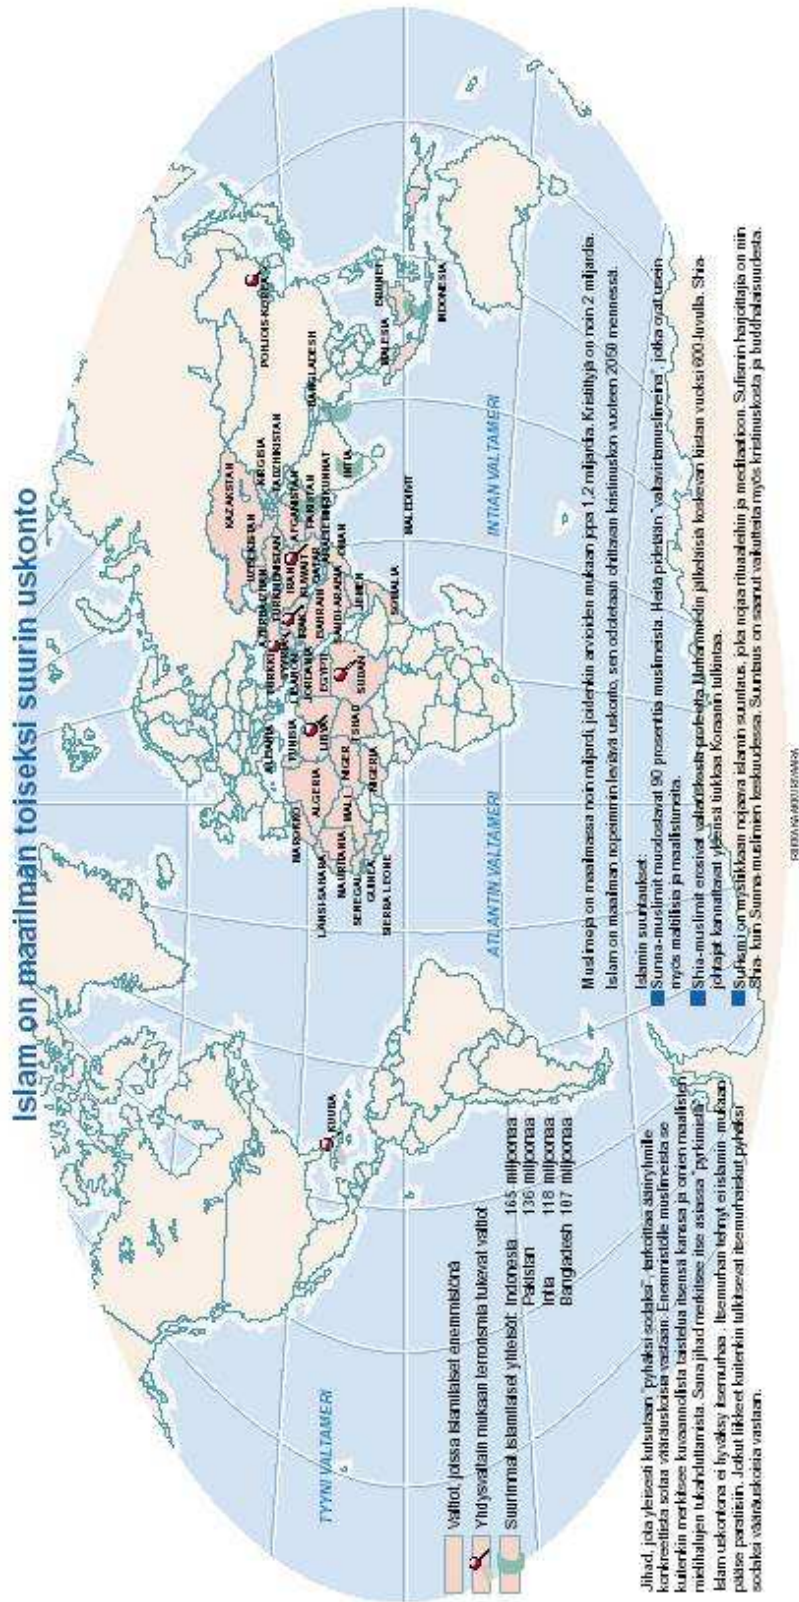 Islam on maailman toiseksi suurin uskonto
TYYNI VALTAMERI
ATLANTIN VALTAMERI
INTIAN VALTAMERI
KUUBA
POHJOIS-KOREA
KAZAKSTAN
KIRGISIA
TADZHIKISTAN
UZBEKISTAN
TURKMENISTAN
AZERBAIDZHAN
AFGANISTAN
PAKISTAN
BANGLADESH
INTIA
MALEDIIVIT
MALESIA
BRUNEI
INDONESIA
ALBANIA
TURKKI
SYYRIA
LIBANON
JORDANIA
IRAK
IRAN
KUWAIT
BAHRAIN
QATAR
OMAN
SAUDI-ARABIA
JEMEN
SOMALIA
EGYPTI
SUDAN
TUNISIA
LIBYA
TSHAD
ALGERIA
NIGER
NIGERIA
MAROKKO
MALI
LÄNSI-SAHARA
MAURITANIA
SENEGAL
GUINEA
SIERRA LEONE
Valtiot, joissa islamilaiset enemmistönä
Yhdysvaltain mukaan terrorismia tukevat valtiot
Suurimmat islamilaiset yhteisöt: Indonesia 165 miljoonaa
Pakistan 136 miljoonaa
Intia 118 miljoonaa
Bangladesh 107 miljoonaa
Jihad, jota yleisesti kutsutaan "pyhäksi sodaksi", tarkoittaa ääriryhmille
konkreettista sotaa vääräuskoisia vastaan. Enemmistölle muslimeista se
kuitenkin merkitsee kuvaannollista taistelua itsensä kanssa ja omien maallisten
mielihalujen tukahduttamista. Sana jihad merkitsee itse asiassa "pyrkimystä".
Islam uskontona ei hyväksy itsemurhaa. Itsemurhan tehnyt ei islamin mukaan
pääse paratiisiin. Jotkut liikkeet kuitenkin tulkitsevat itsemurhaiskut pyhäksi
sodaksi vääräuskoisia vastaan.
Muslimeja on maailmassa noin miljardi, joidenkin arvioiden mukaan jopa 1,2 miljardia. Kristittyjä on noin 2 miljardia.
Islam on maailman nopeimmin leviävä uskonto, sen odotetaan ohittavan kristinuskon vuoteen 2050 mennessä.
Islamin suuntaukset:
Sunna-muslimit muodostavat 90 prosenttia muslimeista. Heitä pidetään "valtavirtamuslimeina", jotka ovat usein
myös maltillisia ja maallistuneita.
Shia-muslimit erosivat valtauskosta profeetta Muhammedin jälkeläisiä koskevan kiistan vuoksi 600-luvulla. Shia-
johtajat kannattavat yleensä tiukkaa Koraanin tulkintaa.
Sufismi on mystiikkaan nojaava islamin suuntaus, joka nojaa rituaaleihin ja meditaatioon. Sufismin harjoittajia on niin
Shia- kuin Sunna-muslimien keskuudessa. Suuntaus on saanut vaikutteita myös kristinuskosta ja buddhalaisuudesta.